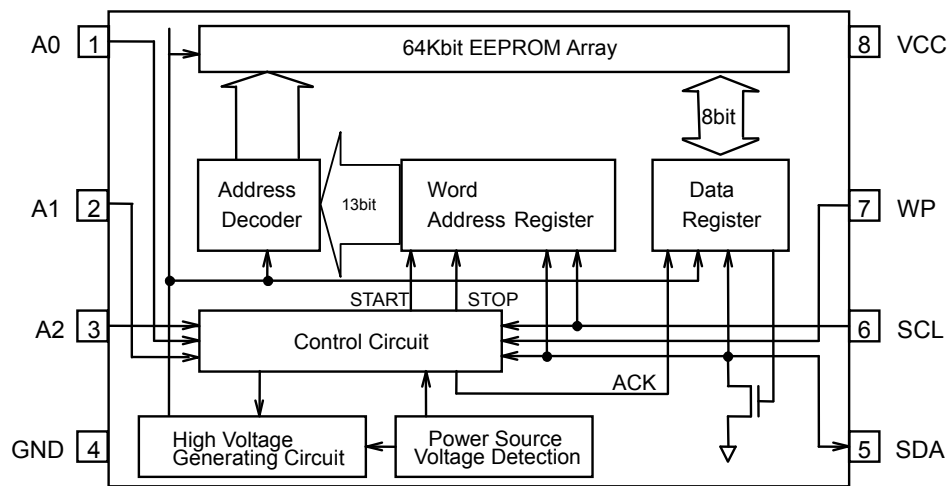 A0 1
64Kbit EEPROM Array
8 VCC
8bit
A1 2
Address
Decoder
13bit
Word
Address Register
Data
Register
7 WP
START
STOP
A2 3
Control Circuit
6 SCL
ACK
GND 4
High Voltage
Generating Circuit
Power Source
Voltage Detection
5 SDA